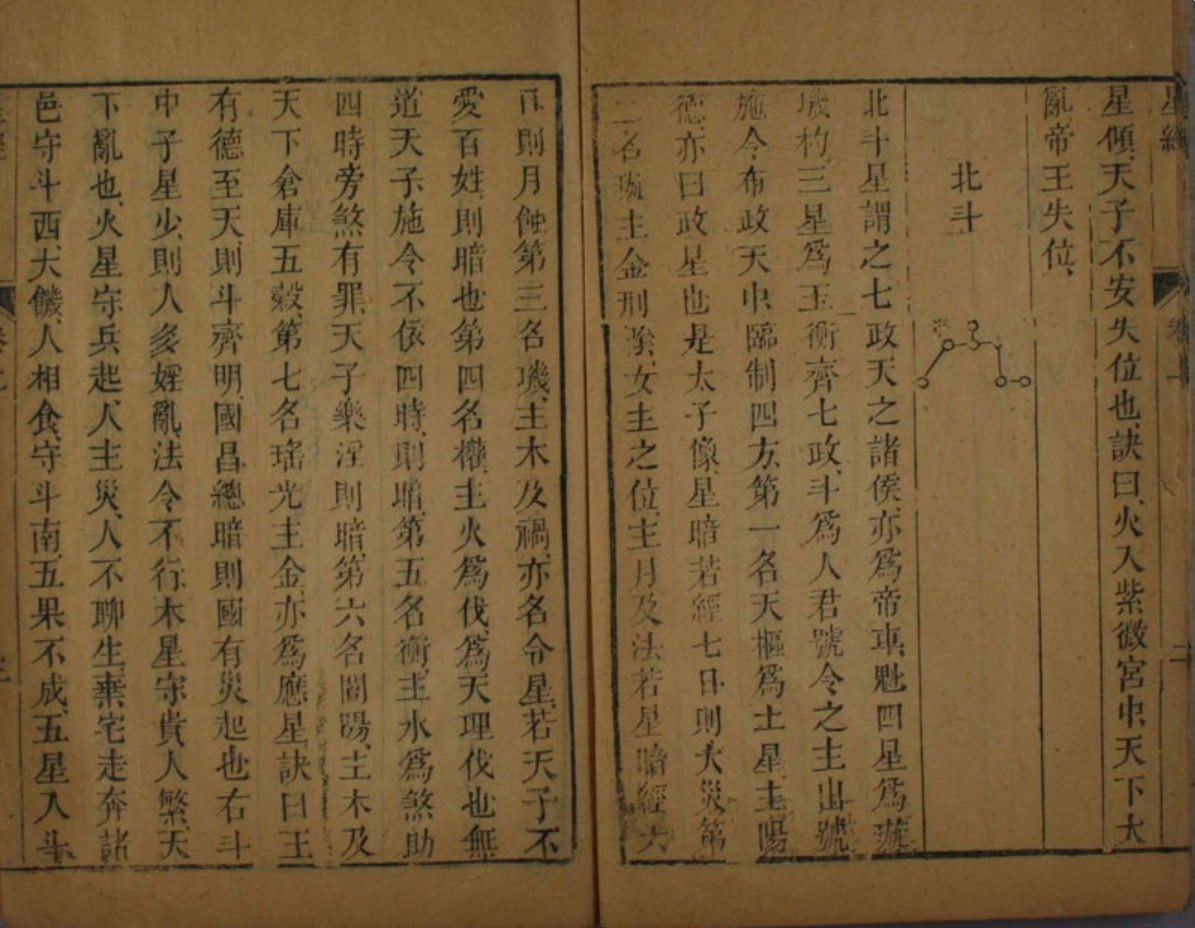 星經
卷上
二
星傾、天子不安失位也、訣曰、火入紫微宮中天下大
亂、帝王失位、
北斗
北斗星謂之七政天之諸侯、亦爲帝車、魁四星爲璇
璣、杓三星爲玉衡、齊七政、斗爲人君號令之主、出號
施令布政天中、臨制四方、第一名天樞爲土星、主陽
德、亦曰政星也、是太子像、星暗若經七日、則大災、第
二名璇、主金刑隂、女主之位、主月及法、若星暗經六
日、則月蝕、第三名璣、主木及禍、亦名令星、若天子不
愛百姓、則暗也、第四名權、主火爲伐、爲天理伐也、無
道天子、施令不依四時、則暗、第五名衡、主水爲煞、助
四時旁煞有罪、天子樂淫則暗、第六名闓陽、主木及
天下倉庫五穀、第七名瑤光主金、亦爲應星、訣曰王
有德至天、則斗齊明、國昌、總暗則國有災起也、右斗
中子星少、則人多婬亂、法令不行、木星守貴人繁、天
下亂也、火星守兵起、人主災、人不聊生、棄宅走奔諸
邑、守斗西、大饑、人相食、守斗南、五果不成、五星入斗